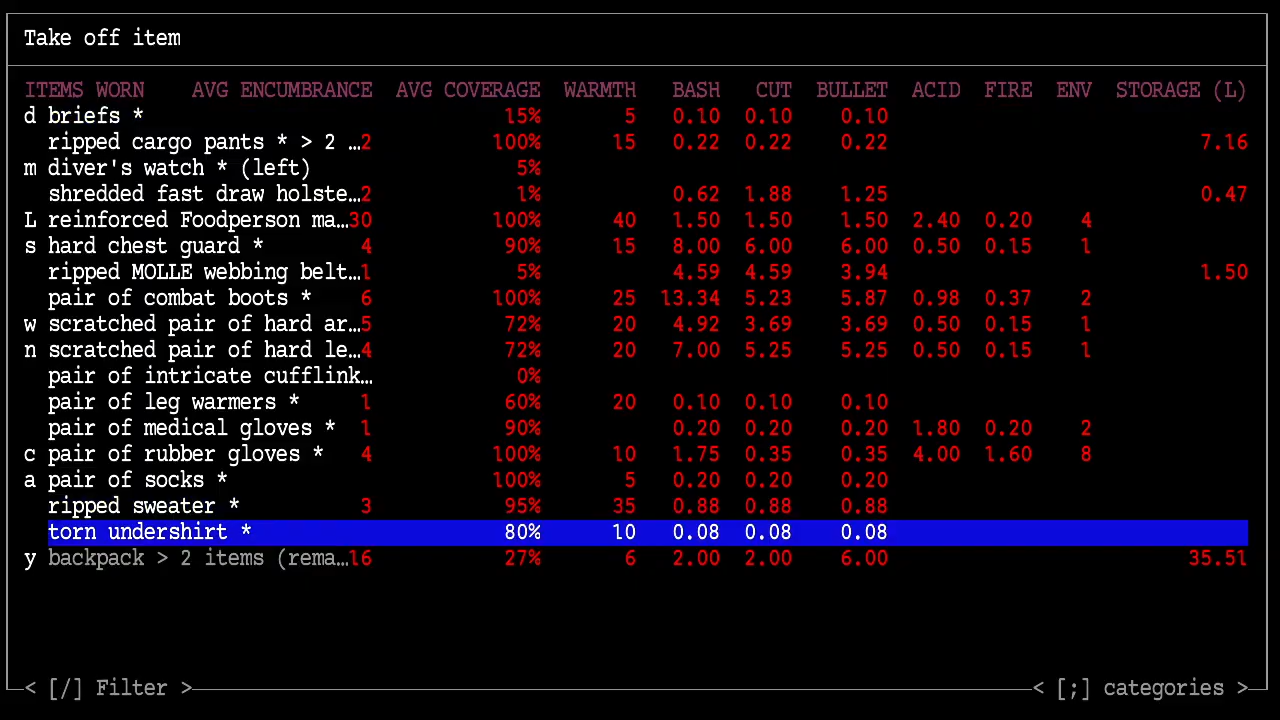 Take off item
ITEMS WORN AVG ENCUMBRANCE AVG COVERAGE WARMTH BASH CUT BULLET ACID FIRE ENV STORAGE (L)
d briefs * 15% 5 0.10 0.10 0.10
ripped cargo pants * > 2 …2 100% 15 0.22 0.22 0.22 7.16
m diver's watch * (left) 5%
shredded fast draw holste…2 1% 0.62 1.88 1.25 0.47
L reinforced Foodperson ma…30 100% 40 1.50 1.50 1.50 2.40 0.20 4
s hard chest guard * 4 90% 15 8.00 6.00 6.00 0.50 0.15 1
ripped MOLLE webbing belt…1 5% 4.59 4.59 3.94 1.50
pair of combat boots * 6 100% 25 13.34 5.23 5.87 0.98 0.37 2
w scratched pair of hard ar…5 72% 20 4.92 3.69 3.69 0.50 0.15 1
n scratched pair of hard le…4 72% 20 7.00 5.25 5.25 0.50 0.15 1
pair of intricate cufflink… 0%
pair of leg warmers * 1 60% 20 0.10 0.10 0.10
pair of medical gloves * 1 90% 0.20 0.20 0.20 1.80 0.20 2
c pair of rubber gloves * 4 100% 10 1.75 0.35 0.35 4.00 1.60 8
a pair of socks * 100% 5 0.20 0.20 0.20
ripped sweater * 3 95% 35 0.88 0.88 0.88
torn undershirt * 80% 10 0.08 0.08 0.08
y backpack > 2 items (rema…16 27% 6 2.00 2.00 6.00 35.51
< [/] Filter > < [;] categories >